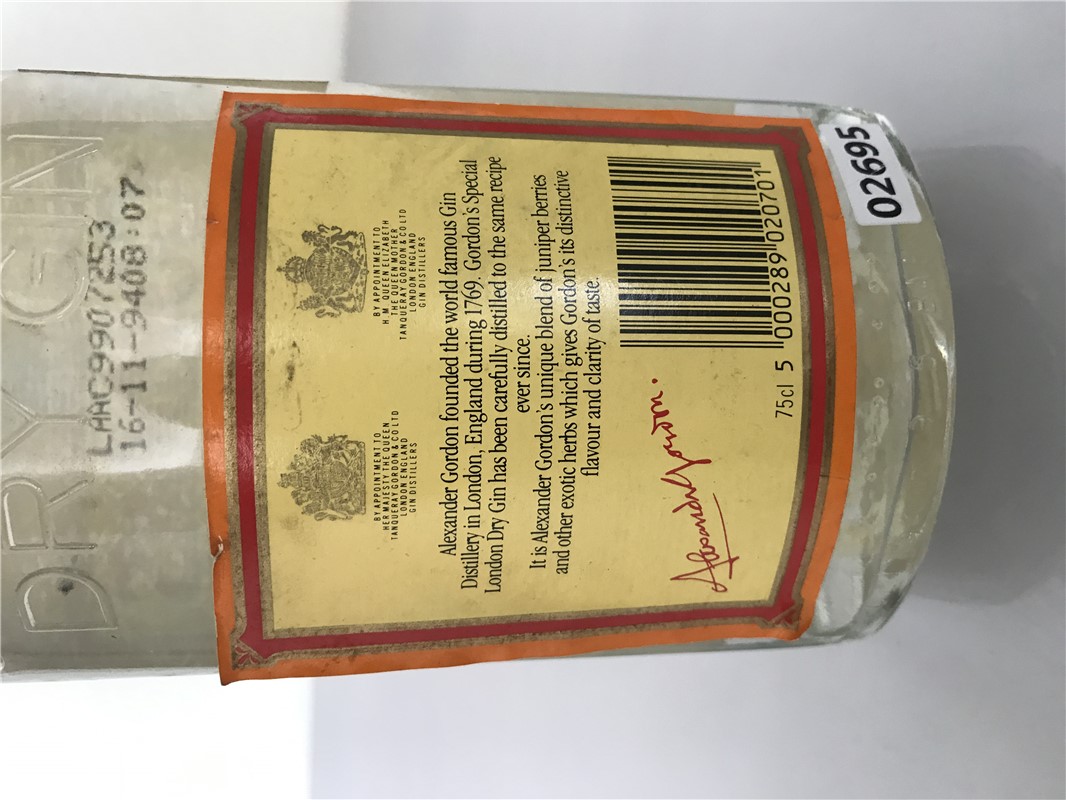 DRY GIN
LAAC9907253
16-11-9408:07
BY APPOINTMENT TO
HER MAJESTY THE QUEEN
TANQUERAY GORDON & CO LTD
LONDON ENGLAND
GIN DISTILLERS
BY APPOINTMENT TO
H. M. QUEEN ELIZABETH
THE QUEEN MOTHER
TANQUERAY GORDON & CO LTD
LONDON ENGLAND
GIN DISTILLERS
Alexander Gordon founded the world famous Gin
Distillery in London, England during 1769. Gordon's Special
London Dry Gin has been carefully distilled to the same recipe
ever since.
It is Alexander Gordon's unique blend of juniper berries
and other exotic herbs which gives Gordon's its distinctive
flavour and clarity of taste.
Alexander Gordon.
75cl 5 000289 020701
02695